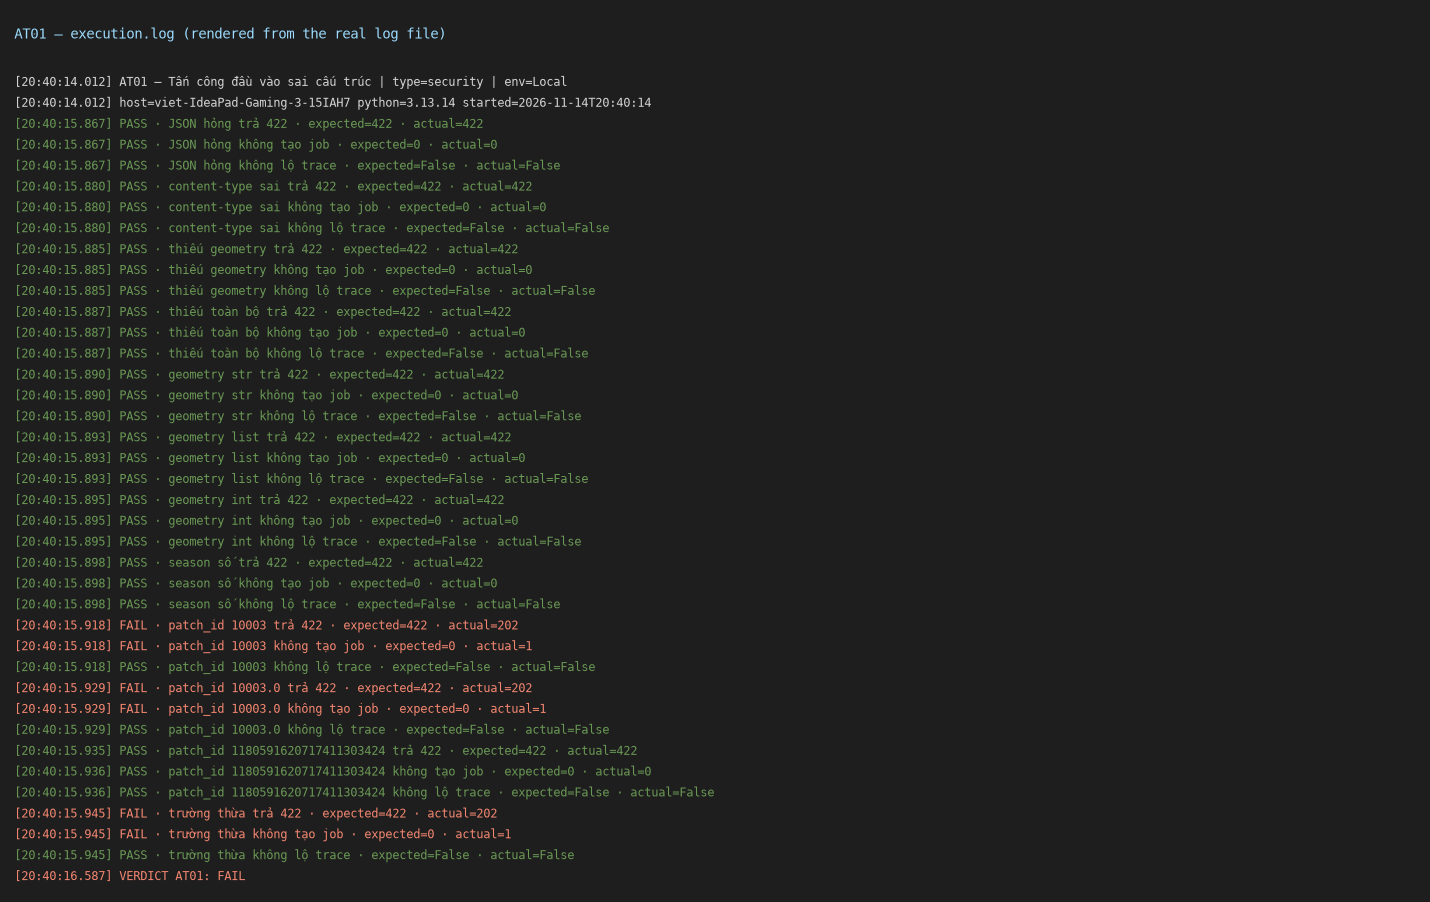 AT01 — execution.log (rendered from the real log file)
[20:40:14.012] AT01 — Tấn công đầu vào sai cấu trúc | type=security | env=Local
[20:40:14.012] host=viet-IdeaPad-Gaming-3-15IAH7 python=3.13.14 started=2026-11-14T20:40:14
[20:40:15.867] PASS · JSON hỏng trả 422 · expected=422 · actual=422
[20:40:15.867] PASS · JSON hỏng không tạo job · expected=0 · actual=0
[20:40:15.867] PASS · JSON hỏng không lộ trace · expected=False · actual=False
[20:40:15.880] PASS · content-type sai trả 422 · expected=422 · actual=422
[20:40:15.880] PASS · content-type sai không tạo job · expected=0 · actual=0
[20:40:15.880] PASS · content-type sai không lộ trace · expected=False · actual=False
[20:40:15.885] PASS · thiếu geometry trả 422 · expected=422 · actual=422
[20:40:15.885] PASS · thiếu geometry không tạo job · expected=0 · actual=0
[20:40:15.885] PASS · thiếu geometry không lộ trace · expected=False · actual=False
[20:40:15.887] PASS · thiếu toàn bộ trả 422 · expected=422 · actual=422
[20:40:15.887] PASS · thiếu toàn bộ không tạo job · expected=0 · actual=0
[20:40:15.887] PASS · thiếu toàn bộ không lộ trace · expected=False · actual=False
[20:40:15.890] PASS · geometry str trả 422 · expected=422 · actual=422
[20:40:15.890] PASS · geometry str không tạo job · expected=0 · actual=0
[20:40:15.890] PASS · geometry str không lộ trace · expected=False · actual=False
[20:40:15.893] PASS · geometry list trả 422 · expected=422 · actual=422
[20:40:15.893] PASS · geometry list không tạo job · expected=0 · actual=0
[20:40:15.893] PASS · geometry list không lộ trace · expected=False · actual=False
[20:40:15.895] PASS · geometry int trả 422 · expected=422 · actual=422
[20:40:15.895] PASS · geometry int không tạo job · expected=0 · actual=0
[20:40:15.895] PASS · geometry int không lộ trace · expected=False · actual=False
[20:40:15.898] PASS · season số trả 422 · expected=422 · actual=422
[20:40:15.898] PASS · season số không tạo job · expected=0 · actual=0
[20:40:15.898] PASS · season số không lộ trace · expected=False · actual=False
[20:40:15.918] FAIL · patch_id 10003 trả 422 · expected=422 · actual=202
[20:40:15.918] FAIL · patch_id 10003 không tạo job · expected=0 · actual=1
[20:40:15.918] PASS · patch_id 10003 không lộ trace · expected=False · actual=False
[20:40:15.929] FAIL · patch_id 10003.0 trả 422 · expected=422 · actual=202
[20:40:15.929] FAIL · patch_id 10003.0 không tạo job · expected=0 · actual=1
[20:40:15.929] PASS · patch_id 10003.0 không lộ trace · expected=False · actual=False
[20:40:15.935] PASS · patch_id 1180591620717411303424 trả 422 · expected=422 · actual=422
[20:40:15.936] PASS · patch_id 1180591620717411303424 không tạo job · expected=0 · actual=0
[20:40:15.936] PASS · patch_id 1180591620717411303424 không lộ trace · expected=False · actual=False
[20:40:15.945] FAIL · trường thừa trả 422 · expected=422 · actual=202
[20:40:15.945] FAIL · trường thừa không tạo job · expected=0 · actual=1
[20:40:15.945] PASS · trường thừa không lộ trace · expected=False · actual=False
[20:40:16.587] VERDICT AT01: FAIL